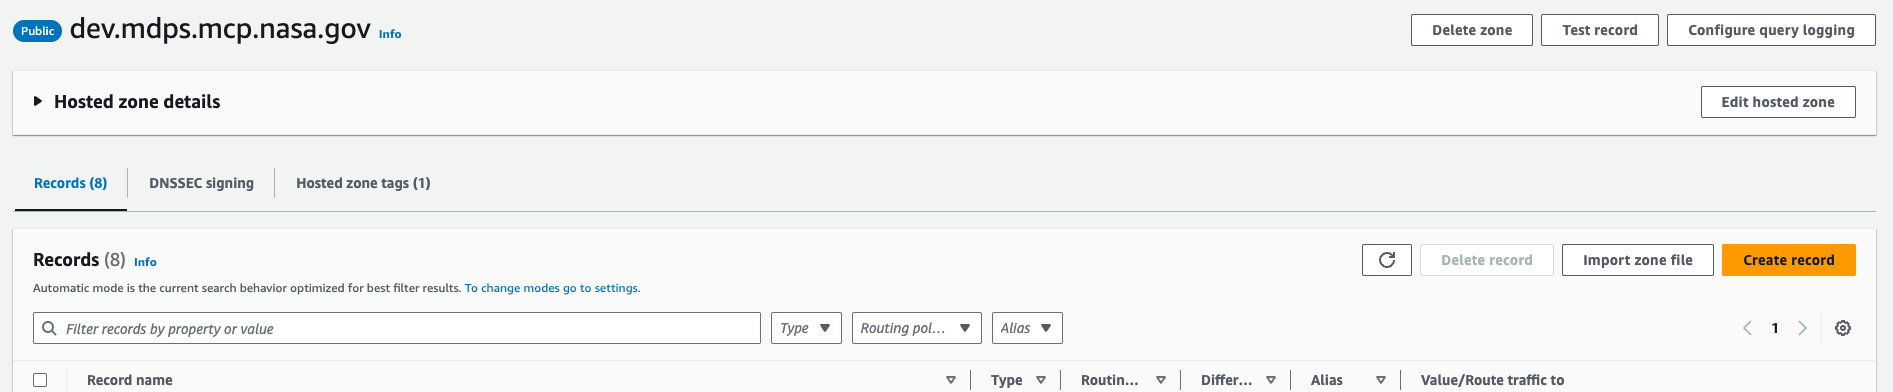 Public dev.mdps.mcp.nasa.gov Info
Delete zone Test record Configure query logging
Hosted zone details Edit hosted zone
Records (8) DNSSEC signing Hosted zone tags (1)
Records (8) Info Delete record Import zone file Create record
Automatic mode is the current search behavior optimized for best filter results. To change modes go to settings.
Filter records by property or value Type Routing pol... Alias 1
Record name Type Routin... Differ... Alias Value/Route traffic to